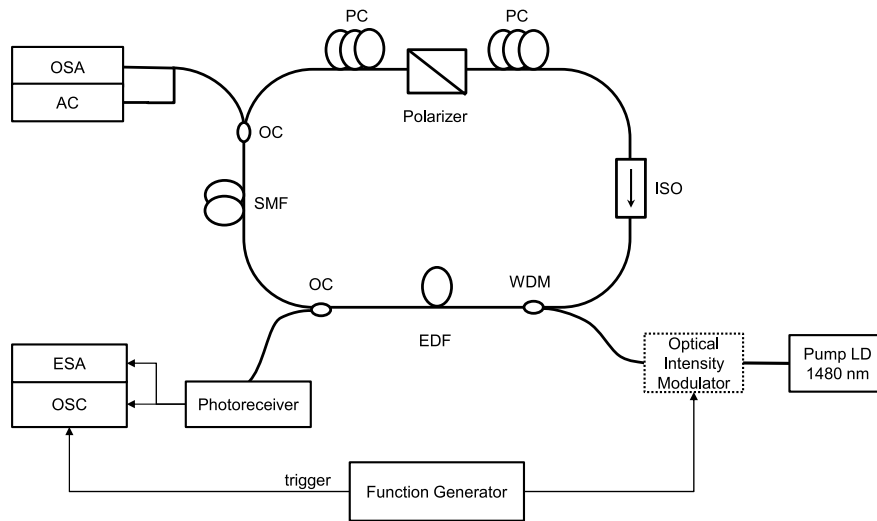 PC
PC
OSA
AC
Polarizer
OC
ISO
SMF
OC
WDM
EDF
Optical
Intensity
Modulator
Pump LD
1480 nm
ESA
OSC
Photoreceiver
trigger
Function Generator